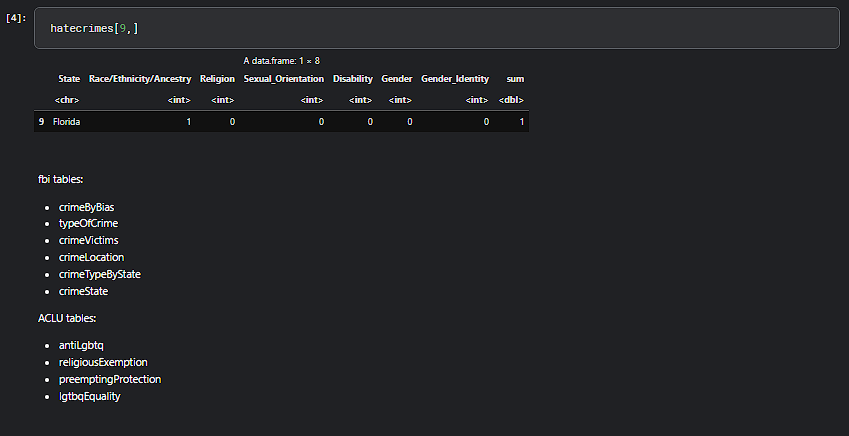 [4]:
hatecrimes[9,]
A data.frame: 1 × 8
State Race/Ethnicity/Ancestry Religion Sexual_Orientation Disability Gender Gender_Identity sum
<chr> <int> <int> <int> <int> <int> <int> <dbl>
9 Florida 1 0 0 0 0 0 1
fbi tables:
• crimeByBias
• typeOfCrime
• crimeVictims
• crimeLocation
• crimeTypeByState
• crimeState
ACLU tables:
• antiLgbtq
• religiousExemption
• preemptingProtection
• lgtbqEquality